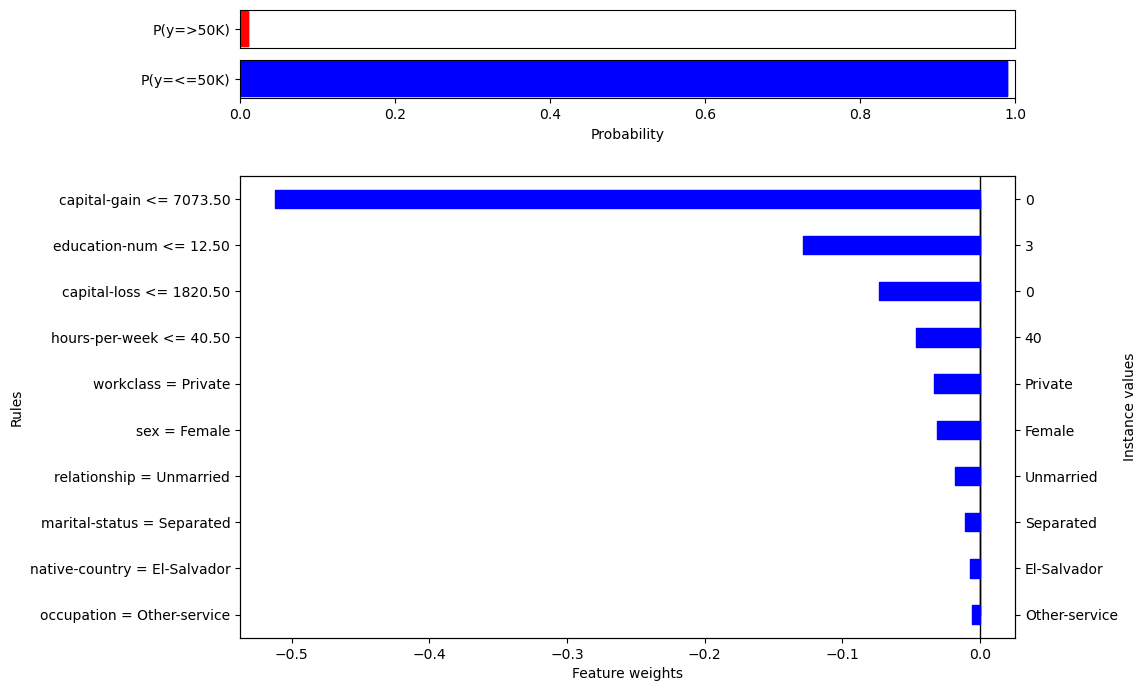 P(y=>50K)
P(y=<=50K)
0.0 0.2 0.4 0.6 0.8 1.0
Probability
capital-gain <= 7073.50 0
education-num <= 12.50 3
capital-loss <= 1820.50 0
hours-per-week <= 40.50 40
workclass = Private Private
sex = Female Female
relationship = Unmarried Unmarried
marital-status = Separated Separated
native-country = El-Salvador El-Salvador
occupation = Other-service Other-service
Rules
Instance values
−0.5 −0.4 −0.3 −0.2 −0.1 0.0
Feature weights